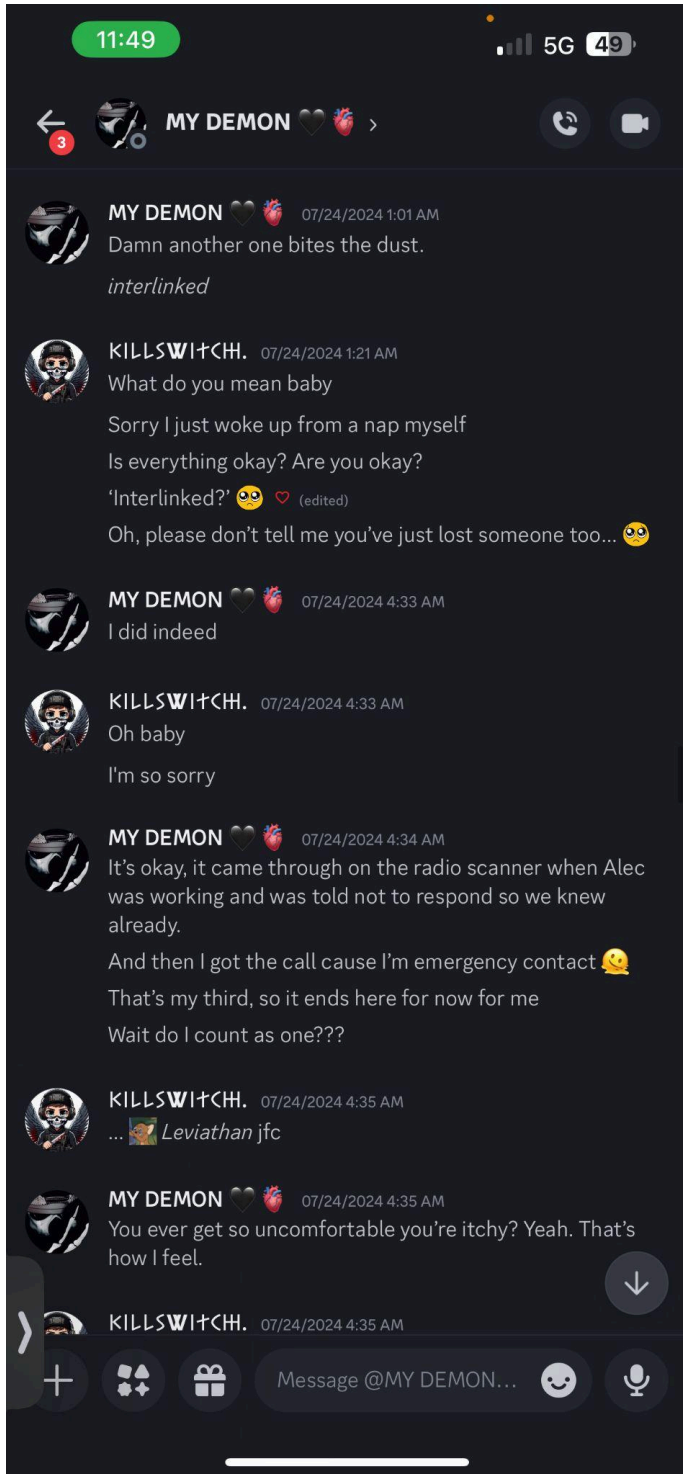 11:49
5G 49
3
MY DEMON 🖤 🫀 ›
MY DEMON 🖤 🫀 07/24/2024 1:01 AM
Damn another one bites the dust.
interlinked
KILLSWITCH. 07/24/2024 1:21 AM
What do you mean baby
Sorry I just woke up from a nap myself
Is everything okay? Are you okay?
‘Interlinked?’ 🥺 ♡ (edited)
Oh, please don’t tell me you’ve just lost someone too... 🥺
MY DEMON 🖤 🫀 07/24/2024 4:33 AM
I did indeed
KILLSWITCH. 07/24/2024 4:33 AM
Oh baby
I'm so sorry
MY DEMON 🖤 🫀 07/24/2024 4:34 AM
It’s okay, it came through on the radio scanner when Alec
was working and was told not to respond so we knew
already.
And then I got the call cause I’m emergency contact 🫠
That’s my third, so it ends here for now for me
Wait do I count as one???
KILLSWITCH. 07/24/2024 4:35 AM
... Leviathan jfc
MY DEMON 🖤 🫀 07/24/2024 4:35 AM
You ever get so uncomfortable you’re itchy? Yeah. That’s
how I feel.
KILLSWITCH. 07/24/2024 4:35 AM
Message @MY DEMON...